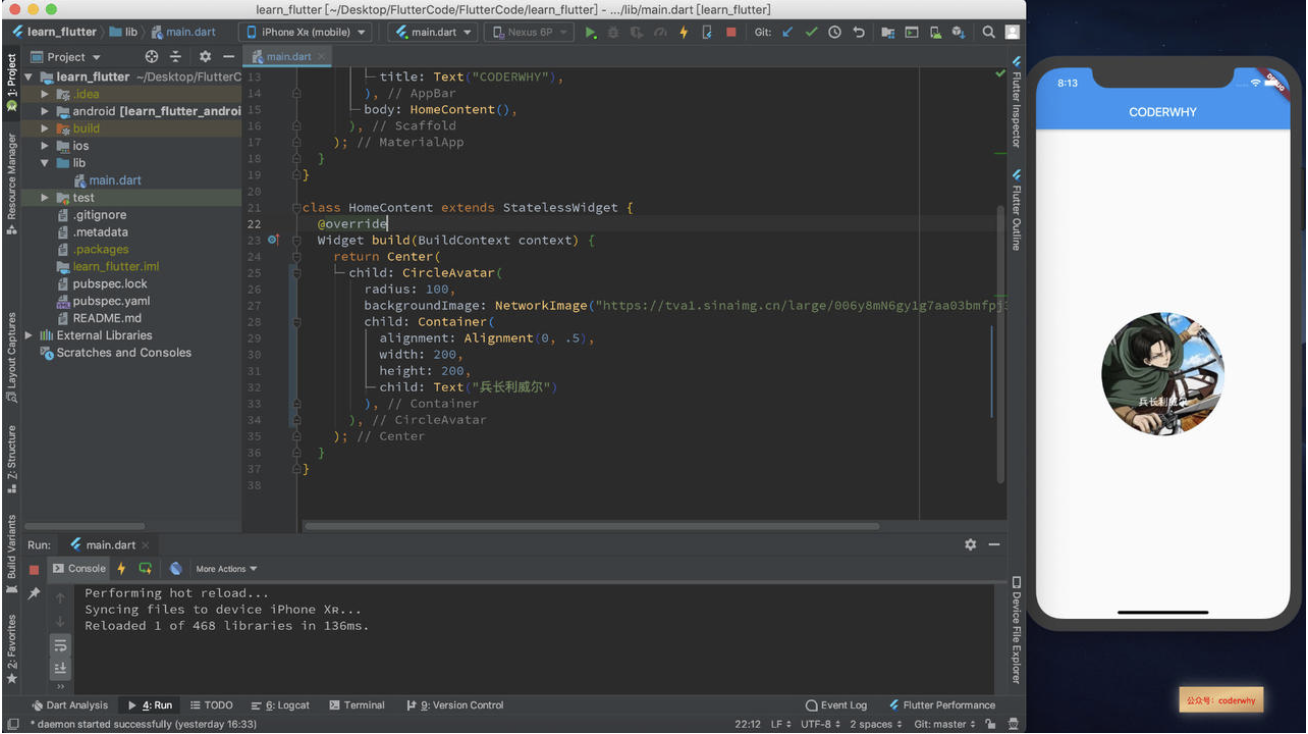 learn_flutter [~/Desktop/FlutterCode/FlutterCode/learn_flutter] - .../lib/main.dart [learn_flutter]
learn_flutter lib main.dart iPhone Xʀ (mobile) main.dart Nexus 6P Git:
1: Project
Resource Manager
Layout Captures
Z: Structure
Build Variants
2: Favorites
Project
learn_flutter ~/Desktop/FlutterC
.idea
android [learn_flutter_androi
build
ios
lib
main.dart
test
.gitignore
.metadata
.packages
learn_flutter.iml
pubspec.lock
pubspec.yaml
README.md
External Libraries
Scratches and Consoles
main.dart
13 title: Text("CODERWHY"),
14 ), // AppBar
15 body: HomeContent(),
16 ), // Scaffold
17 ); // MaterialApp
18 }
19 }
20
21 class HomeContent extends StatelessWidget {
22 @override
23 Widget build(BuildContext context) {
24 return Center(
25 child: CircleAvatar(
26 radius: 100,
27 backgroundImage: NetworkImage("https://tva1.sinaimg.cn/large/006y8mN6gy1g7aa03bmfpj3
28 child: Container(
29 alignment: Alignment(0, .5),
30 width: 200,
31 height: 200,
32 child: Text("兵长利威尔")
33 ), // Container
34 ), // CircleAvatar
35 ); // Center
36 }
37 }
38
Flutter Inspector
Flutter Outline
Device File Explorer
Run: main.dart
Console More Actions
Performing hot reload...
Syncing files to device iPhone Xʀ...
Reloaded 1 of 468 libraries in 136ms.
Dart Analysis 4: Run TODO 6: Logcat Terminal 9: Version Control Event Log Flutter Performance
* daemon started successfully (yesterday 16:33) 22:12 LF UTF-8 2 spaces Git: master
8:13
CODERWHY
兵长利威尔
公众号：coderwhy